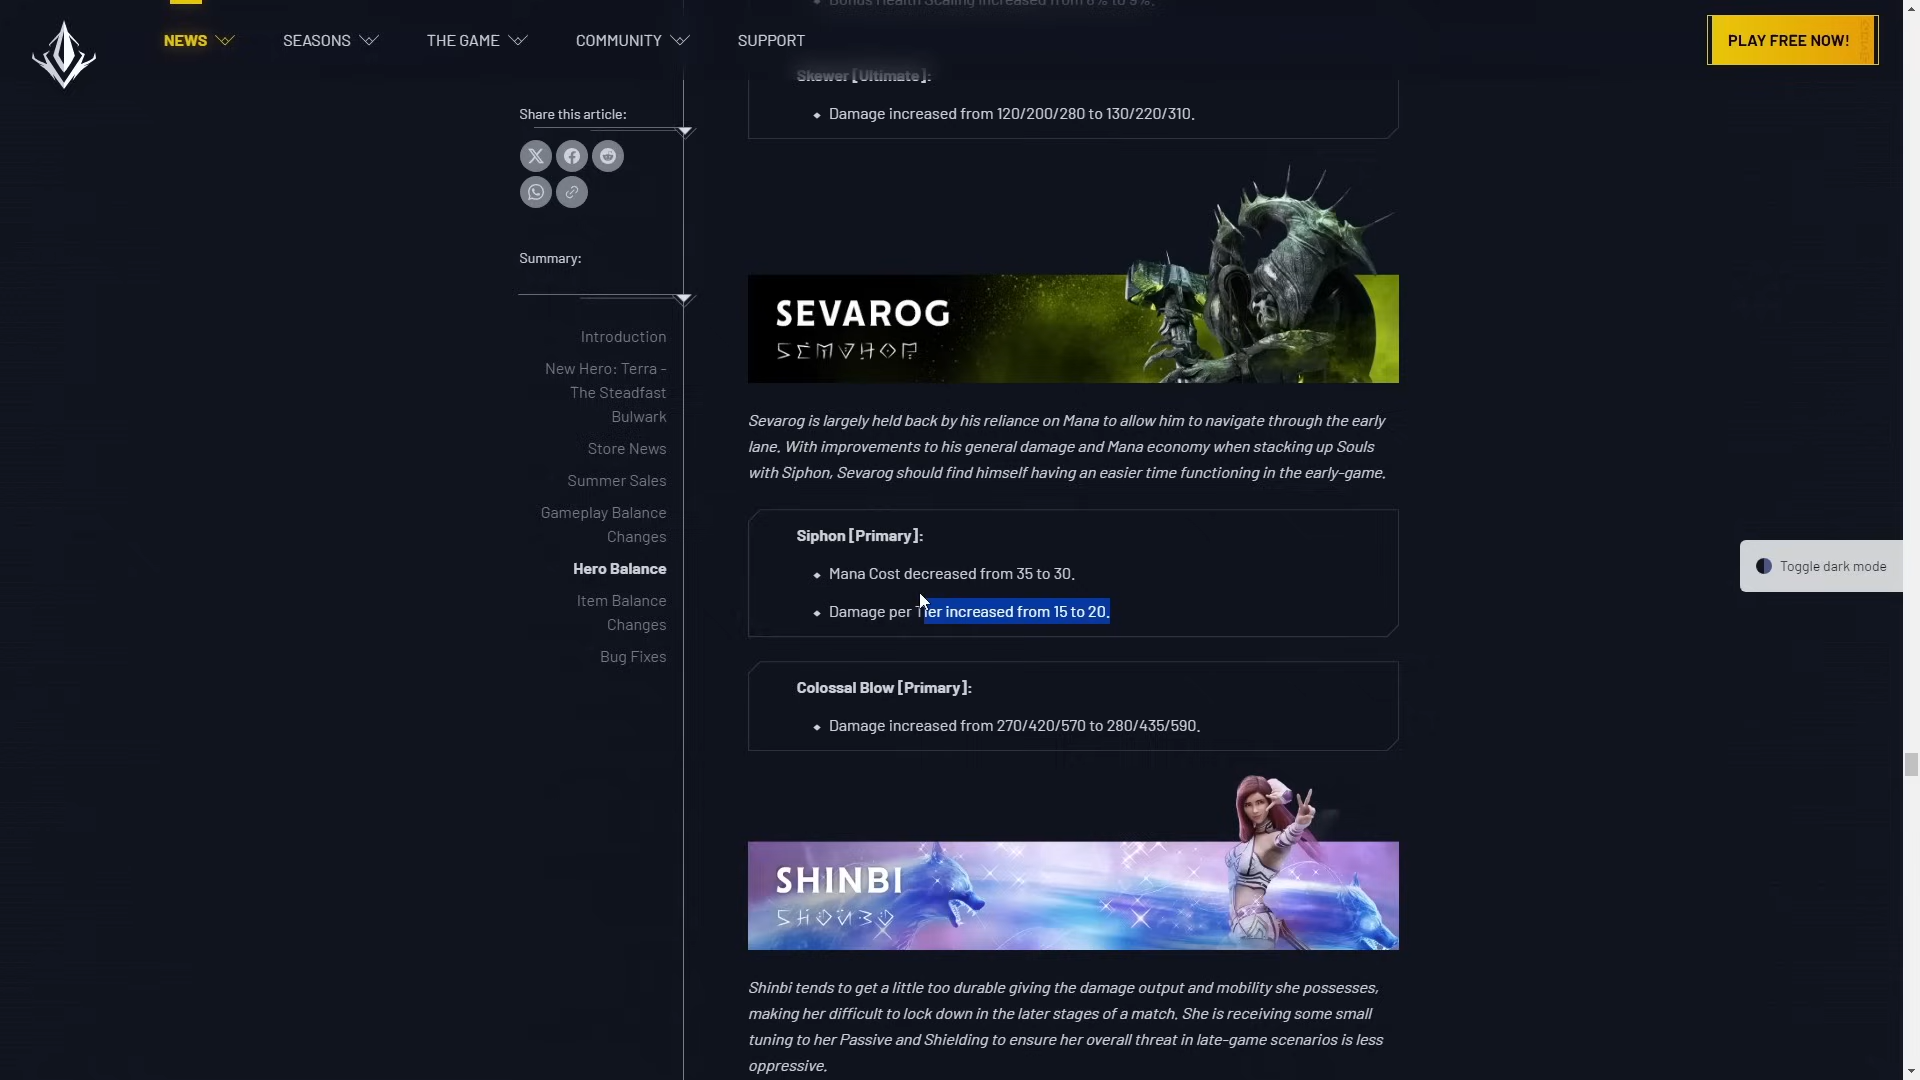 Bonus Health Scaling increased from 6% to 9%.
NEWS
SEASONS
THE GAME
COMMUNITY
SUPPORT
PLAY FREE NOW!
Skewer [Ultimate]:
Damage increased from 120/200/280 to 130/220/310.
Share this article:
Summary:
Introduction
New Hero: Terra -
The Steadfast
Bulwark
Store News
Summer Sales
Gameplay Balance
Changes
Hero Balance
Item Balance
Changes
Bug Fixes
SEVAROG
Sevarog is largely held back by his reliance on Mana to allow him to navigate through the early
lane. With improvements to his general damage and Mana economy when stacking up Souls
with Siphon, Sevarog should find himself having an easier time functioning in the early-game.
Siphon [Primary]:
Mana Cost decreased from 35 to 30.
Damage per Tier increased from 15 to 20.
Colossal Blow [Primary]:
Damage increased from 270/420/570 to 280/435/590.
Toggle dark mode
SHINBI
Shinbi tends to get a little too durable giving the damage output and mobility she possesses,
making her difficult to lock down in the later stages of a match. She is receiving some small
tuning to her Passive and Shielding to ensure her overall threat in late-game scenarios is less
oppressive.